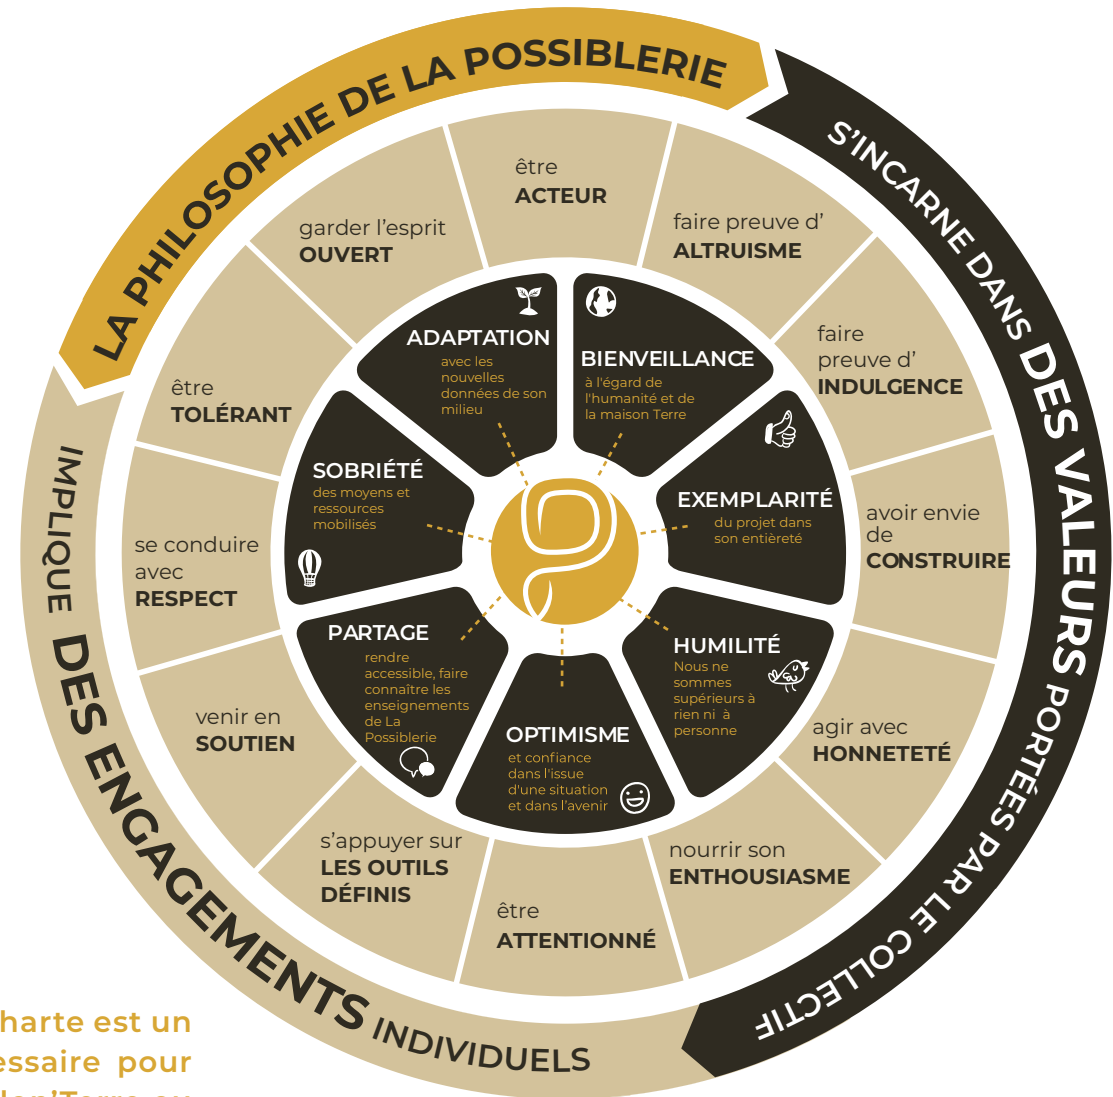 LA PHILOSOPHIE DE LA POSSIBLERIE
S'INCARNE DANS DES VALEURS PORTÉES PAR LE COLLECTIF
IMPLIQUE DES ENGAGEMENTS INDIVIDUELS
être
ACTEUR
faire preuve d’
ALTRUISME
faire
preuve d’
INDULGENCE
avoir envie
de
CONSTRUIRE
agir avec
HONNETETÉ
nourrir son
ENTHOUSIASME
être
ATTENTIONNÉ
s’appuyer sur
LES OUTILS
DÉFINIS
venir en
SOUTIEN
se conduire
avec
RESPECT
être
TOLÉRANT
garder l’esprit
OUVERT
ADAPTATION
avec les
nouvelles
données de son
milieu
BIENVEILLANCE
à l'égard de
l'humanité et de
la maison Terre
EXEMPLARITÉ
du projet dans
son entièreté
HUMILITÉ
Nous ne
sommes
supérieurs à
rien ni à
personne
OPTIMISME
et confiance
dans l'issue
d'une situation
et dans l’avenir
PARTAGE
rendre
accessible, faire
connaître les
enseignements
de La
Possiblerie
SOBRIÉTÉ
des moyens et
ressources
mobilisés
harte est un
essaire pour